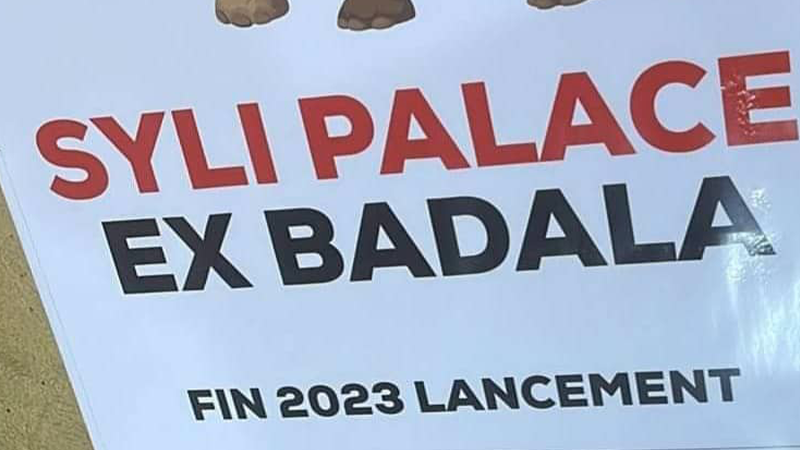 SYLI PALACE
EX BADALA
FIN 2023 LANCEMENT